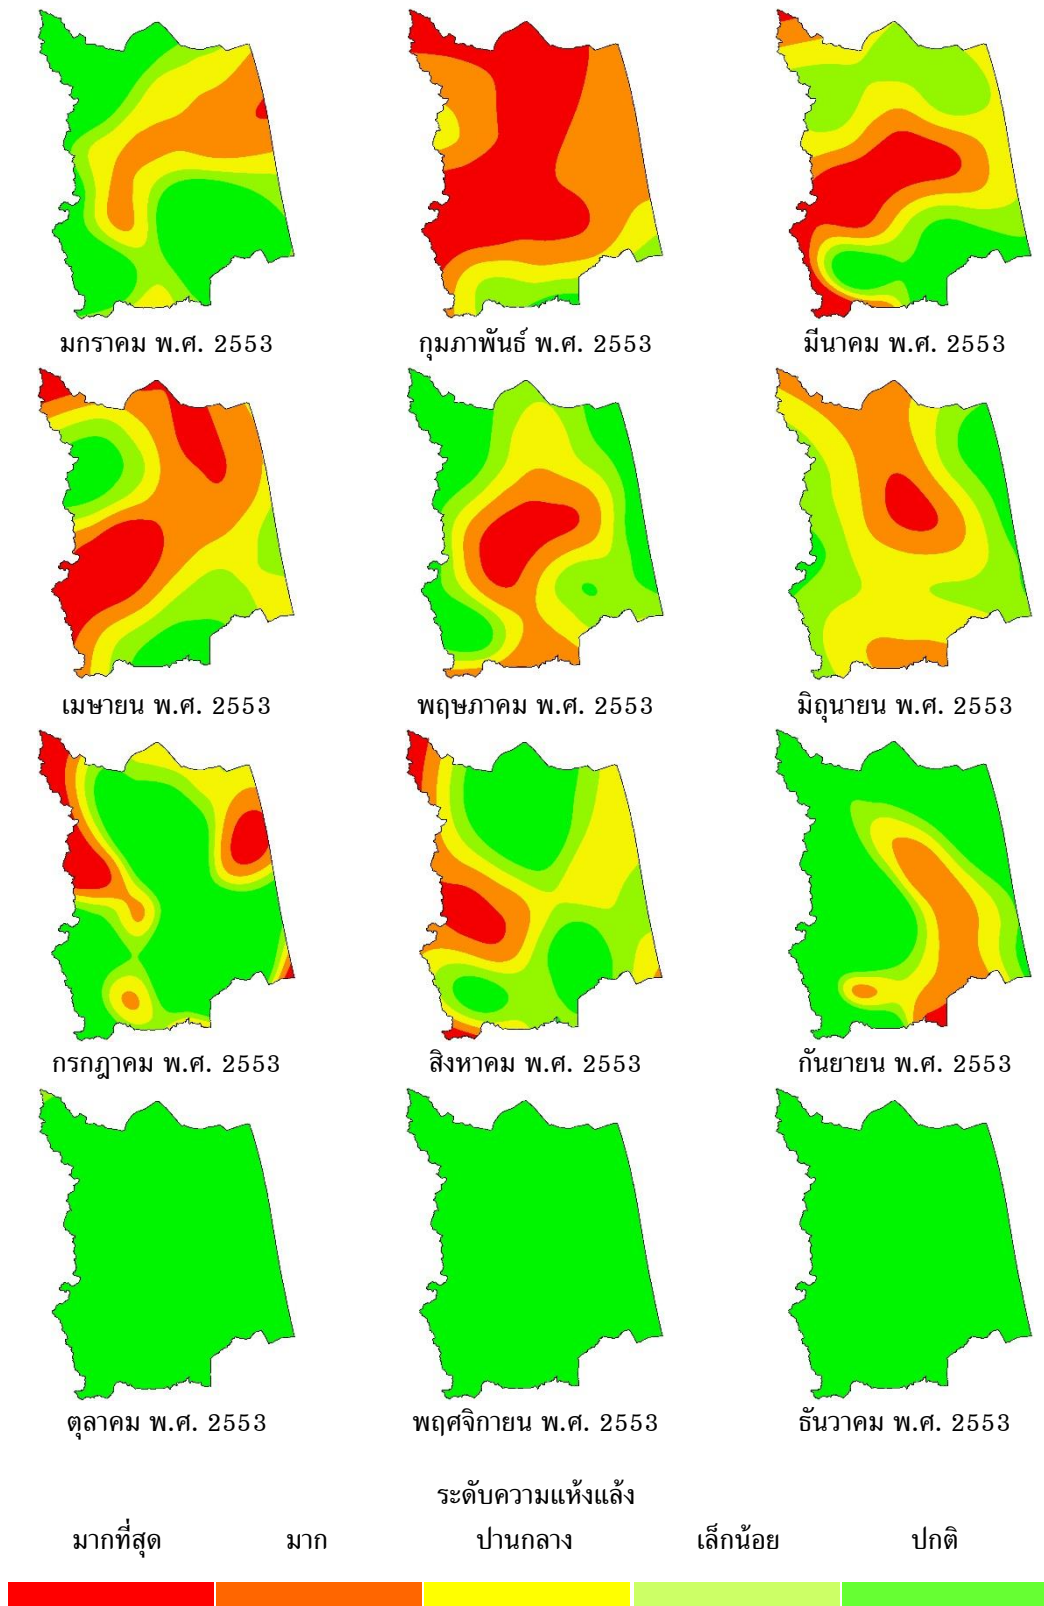 มกราคม พ.ศ. 2553 กุมภาพันธ์ พ.ศ. 2553 มีนาคม พ.ศ. 2553
เมษายน พ.ศ. 2553 พฤษภาคม พ.ศ. 2553 มิถุนายน พ.ศ. 2553
กรกฎาคม พ.ศ. 2553 สิงหาคม พ.ศ. 2553 กันยายน พ.ศ. 2553
ตุลาคม พ.ศ. 2553 พฤศจิกายน พ.ศ. 2553 ธันวาคม พ.ศ. 2553
ระดับความแห้งแล้ง
มากที่สุด มาก ปานกลาง เล็กน้อย ปกติ